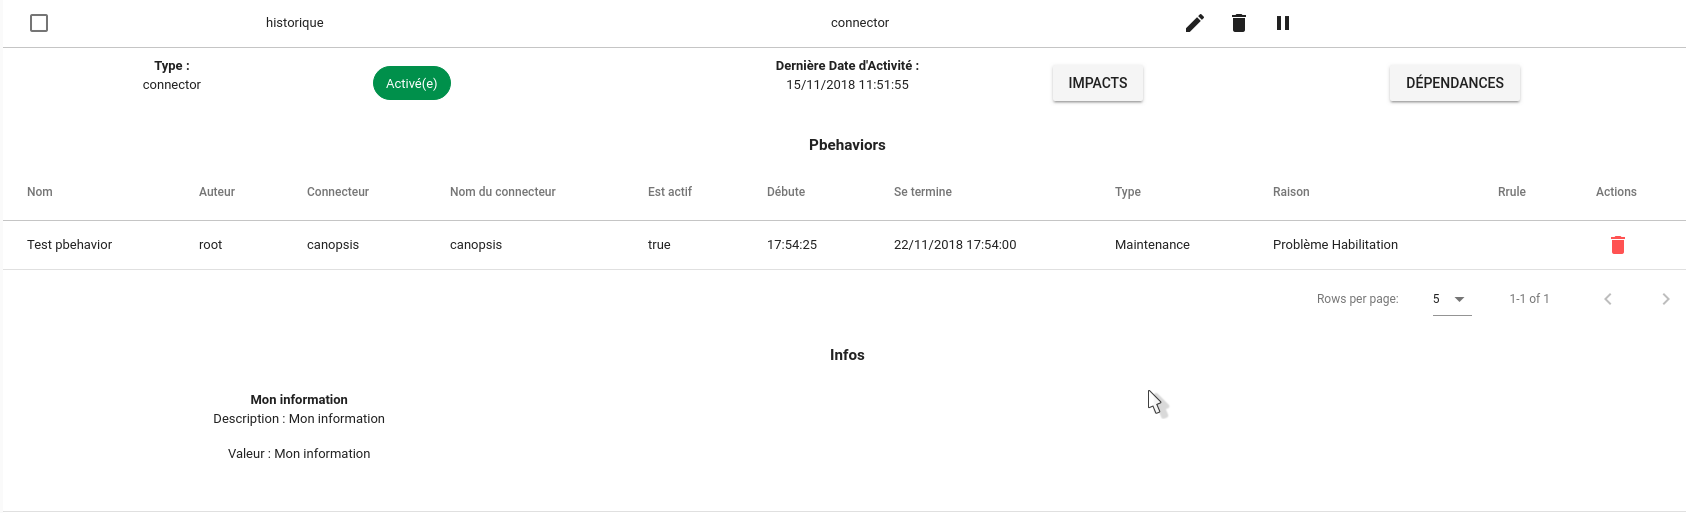 historique connector
Type : Dernière Date d'Activité :
connector Activé(e) 15/11/2018 11:51:55 IMPACTS DÉPENDANCES
Pbehaviors
Nom Auteur Connecteur Nom du connecteur Est actif Débute Se termine Type Raison Rrule Actions
Test pbehavior root canopsis canopsis true 17:54:25 22/11/2018 17:54:00 Maintenance Problème Habilitation
Rows per page: 5 1-1 of 1
Infos
Mon information
Description : Mon information
Valeur : Mon information